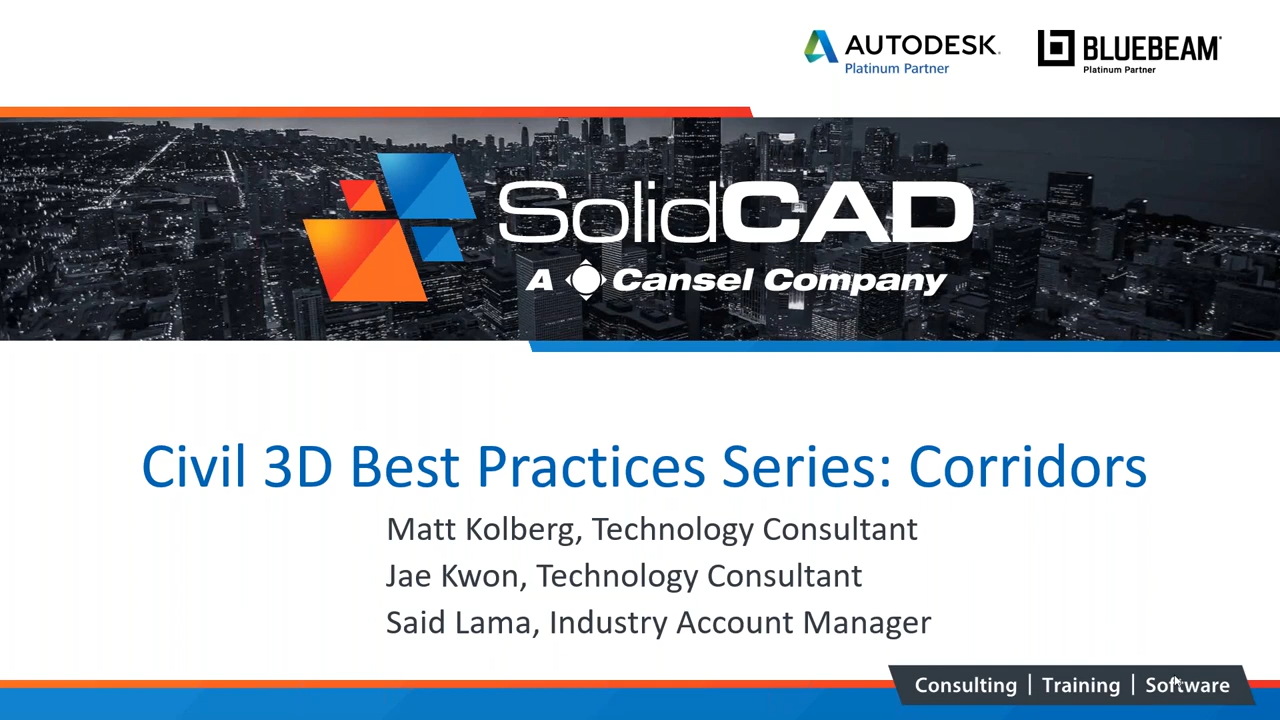 AUTODESK
Platinum Partner
BLUEBEAM
Platinum Partner
SolidCAD
A Cansel Company
Civil 3D Best Practices Series: Corridors
Matt Kolberg, Technology Consultant
Jae Kwon, Technology Consultant
Said Lama, Industry Account Manager
Consulting | Training | Software